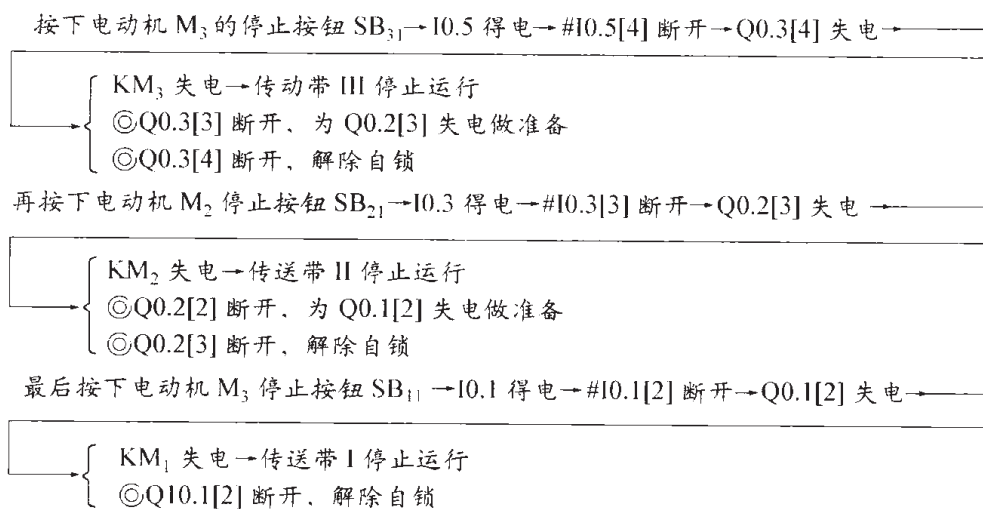 按下电动机 M₃ 的停止按钮 SB₃₁→I0.5 得电→#I0.5[4] 断开→Q0.3[4] 失电→
KM₃ 失电→传动带 III 停止运行
◎Q0.3[3] 断开、为 Q0.2[3] 失电做准备
◎Q0.3[4] 断开、解除自锁
再按下电动机 M₂ 停止按钮 SB₂₁→I0.3 得电→#I0.3[3] 断开→Q0.2[3] 失电→
KM₂ 失电→传送带 II 停止运行
◎Q0.2[2] 断开、为 Q0.1[2] 失电做准备
◎Q0.2[3] 断开、解除自锁
最后按下电动机 M₃ 停止按钮 SB₁₁→I0.1 得电→#I0.1[2] 断开→Q0.1[2] 失电→
KM₁ 失电→传送带 I 停止运行
◎Q10.1[2] 断开、解除自锁